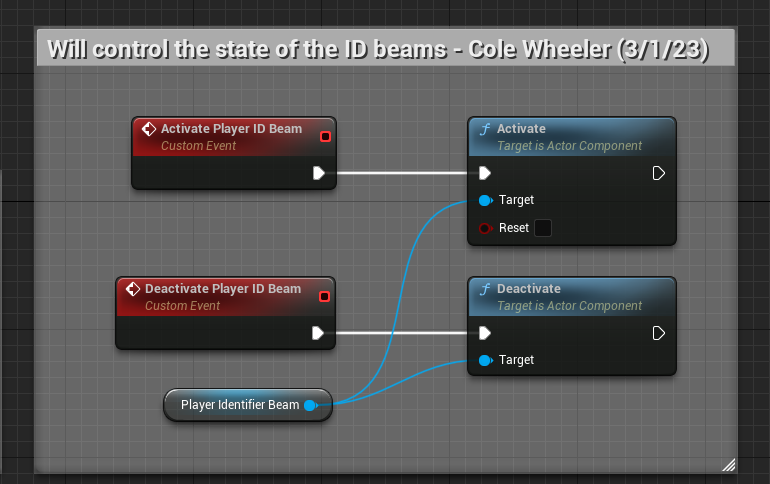 Will control the state of the ID beams - Cole Wheeler (3/1/23)
Activate Player ID Beam
Custom Event
Activate
Target is Actor Component
Target
Reset
Deactivate Player ID Beam
Custom Event
Deactivate
Target is Actor Component
Target
Player Identifier Beam